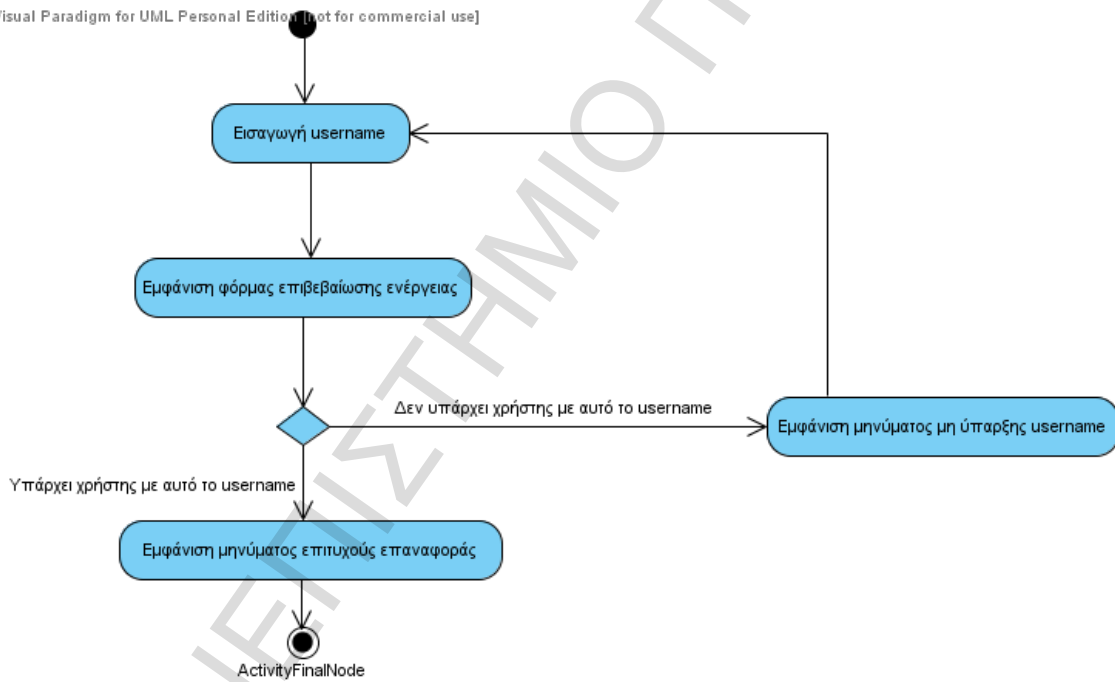 Visual Paradigm for UML Personal Edition [not for commercial use]
Εισαγωγή username
Εμφάνιση φόρμας επιβεβαίωσης ενέργειας
Δεν υπάρχει χρήστης με αυτό το username
Εμφάνιση μηνύματος μη ύπαρξης username
Υπάρχει χρήστης με αυτό το username
Εμφάνιση μηνύματος επιτυχούς επαναφοράς
ActivityFinalNode